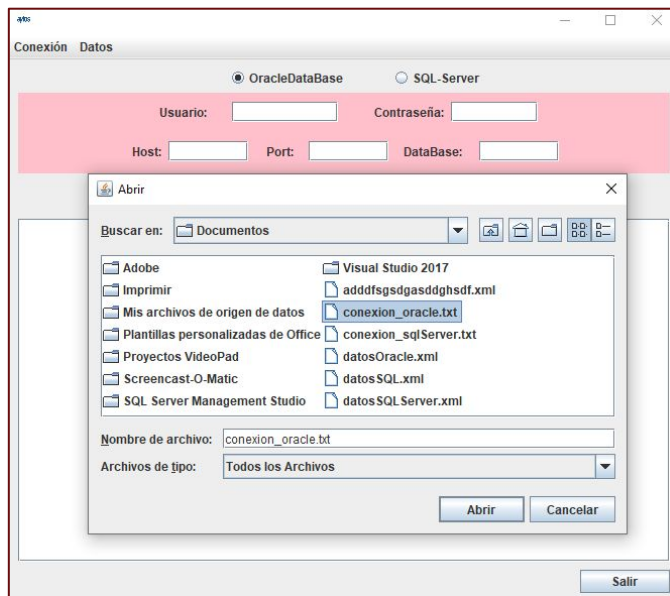 aytos
Conexión Datos
OracleDataBase SQL-Server
Usuario: Contraseña:
Host: Port: DataBase:
Abrir
Buscar en: Documentos
Adobe Visual Studio 2017
Imprimir adddfsgsdgasddghsdf.xml
Mis archivos de origen de datos conexion_oracle.txt
Plantillas personalizadas de Office conexion_sqlServer.txt
Proyectos VideoPad datosOracle.xml
Screencast-O-Matic datosSQL.xml
SQL Server Management Studio datosSQLServer.xml
Nombre de archivo: conexion_oracle.txt
Archivos de tipo: Todos los Archivos
Abrir Cancelar
Salir